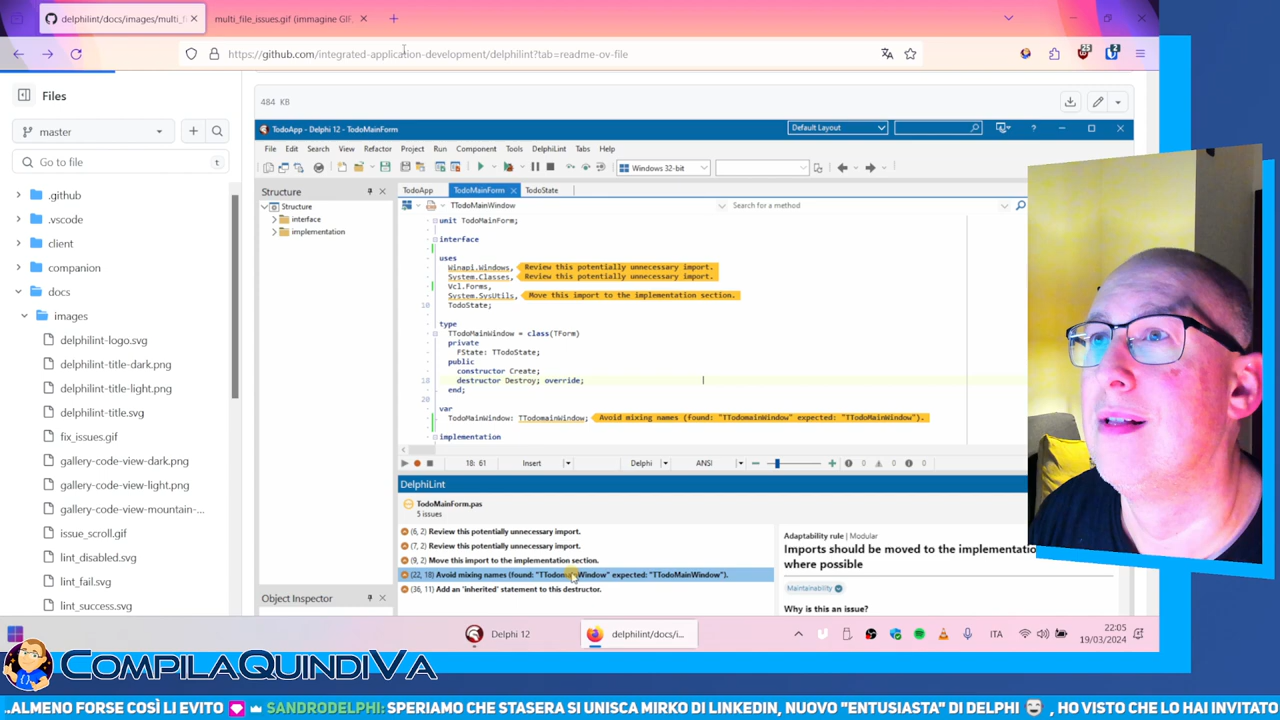 delphilint/docs/images/multi_f
multi_file_issues.gif (immagine GIF,
https://github.com/integrated-application-development/delphilint?tab=readme-ov-file
25
2
Files
master
Go to file
t
.github
.vscode
client
companion
docs
images
delphilint-logo.svg
delphilint-title-dark.png
delphilint-title-light.png
delphilint-title.svg
fix_issues.gif
gallery-code-view-dark.png
gallery-code-view-light.png
gallery-code-view-mountain-...
issue_scroll.gif
lint_disabled.svg
lint_fail.svg
lint_success.svg
484 KB
TodoApp - Delphi 12 - TodoMainForm
Default Layout
File Edit Search View Refactor Project Run Component Tools DelphiLint Tabs Help
Windows 32-bit
Structure
Structure
interface
implementation
Object Inspector
TodoApp TodoMainForm TodoState
TTodoMainWindow
Search for a method
unit TodoMainForm;
interface
uses
Winapi.Windows, Review this potentially unnecessary import.
System.Classes, Review this potentially unnecessary import.
Vcl.Forms,
System.SysUtils, Move this import to the implementation section.
10 TodoState;
type
TTodoMainWindow = class(TForm)
private
FState: TTodoState;
public
constructor Create;
18 destructor Destroy; override;
end;
20
var
TodoMainWindow: TTodomainWindow; Avoid mixing names (found: "TTodomainWindow" expected: "TTodoMainWindow").
implementation
18: 61 Insert Delphi ANSI 0 0 0
DelphiLint
TodoMainForm.pas
5 issues
(6, 2) Review this potentially unnecessary import.
(7, 2) Review this potentially unnecessary import.
(9, 2) Move this import to the implementation section.
(22, 18) Avoid mixing names (found: "TTodomainWindow" expected: "TTodoMainWindow").
(36, 11) Add an 'inherited' statement to this destructor.
Adaptability rule | Modular
Imports should be moved to the implementation
where possible
Maintainability
Why is this an issue?
Delphi 12
delphilint/docs/i...
ITA
22:05
19/03/2024
COMPILAQUINDIVA
..ALMENO FORSE COSÌ LI EVITO SANDRODELPHI: SPERIAMO CHE STASERA SI UNISCA MIRKO DI LINKEDIN, NUOVO "ENTUSIASTA" DI DELPHI , HO VISTO CHE LO HAI INVITATO